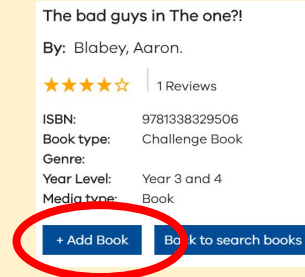 The bad guys in The one?!
By: Blabey, Aaron.
1 Reviews
ISBN: 9781338329506
Book type: Challenge Book
Genre:
Year Level: Year 3 and 4
Media type: Book
+ Add Book Back to search books